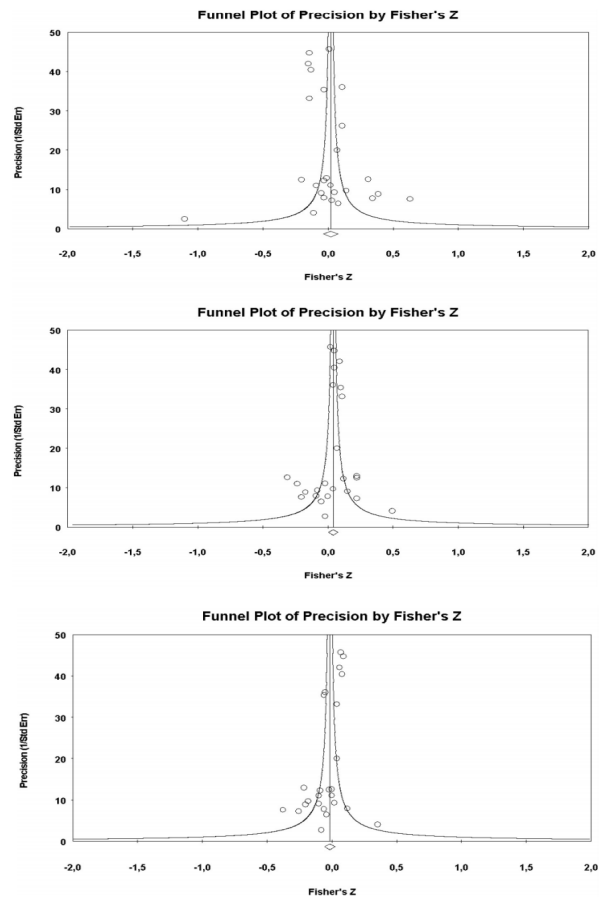 Funnel Plot of Precision by Fisher's Z
50
40
30
20
10
0
Precision (1/Std Err)
-2,0 -1,5 -1,0 -0,5 0,0 0,5 1,0 1,5 2,0
Fisher's Z
Funnel Plot of Precision by Fisher's Z
50
40
30
20
10
0
Precision (1/Std Err)
-2,0 -1,5 -1,0 -0,5 0,0 0,5 1,0 1,5 2,0
Fisher's Z
Funnel Plot of Precision by Fisher's Z
50
40
30
20
10
0
Precision (1/Std Err)
-2,0 -1,5 -1,0 -0,5 0,0 0,5 1,0 1,5 2,0
Fisher's Z